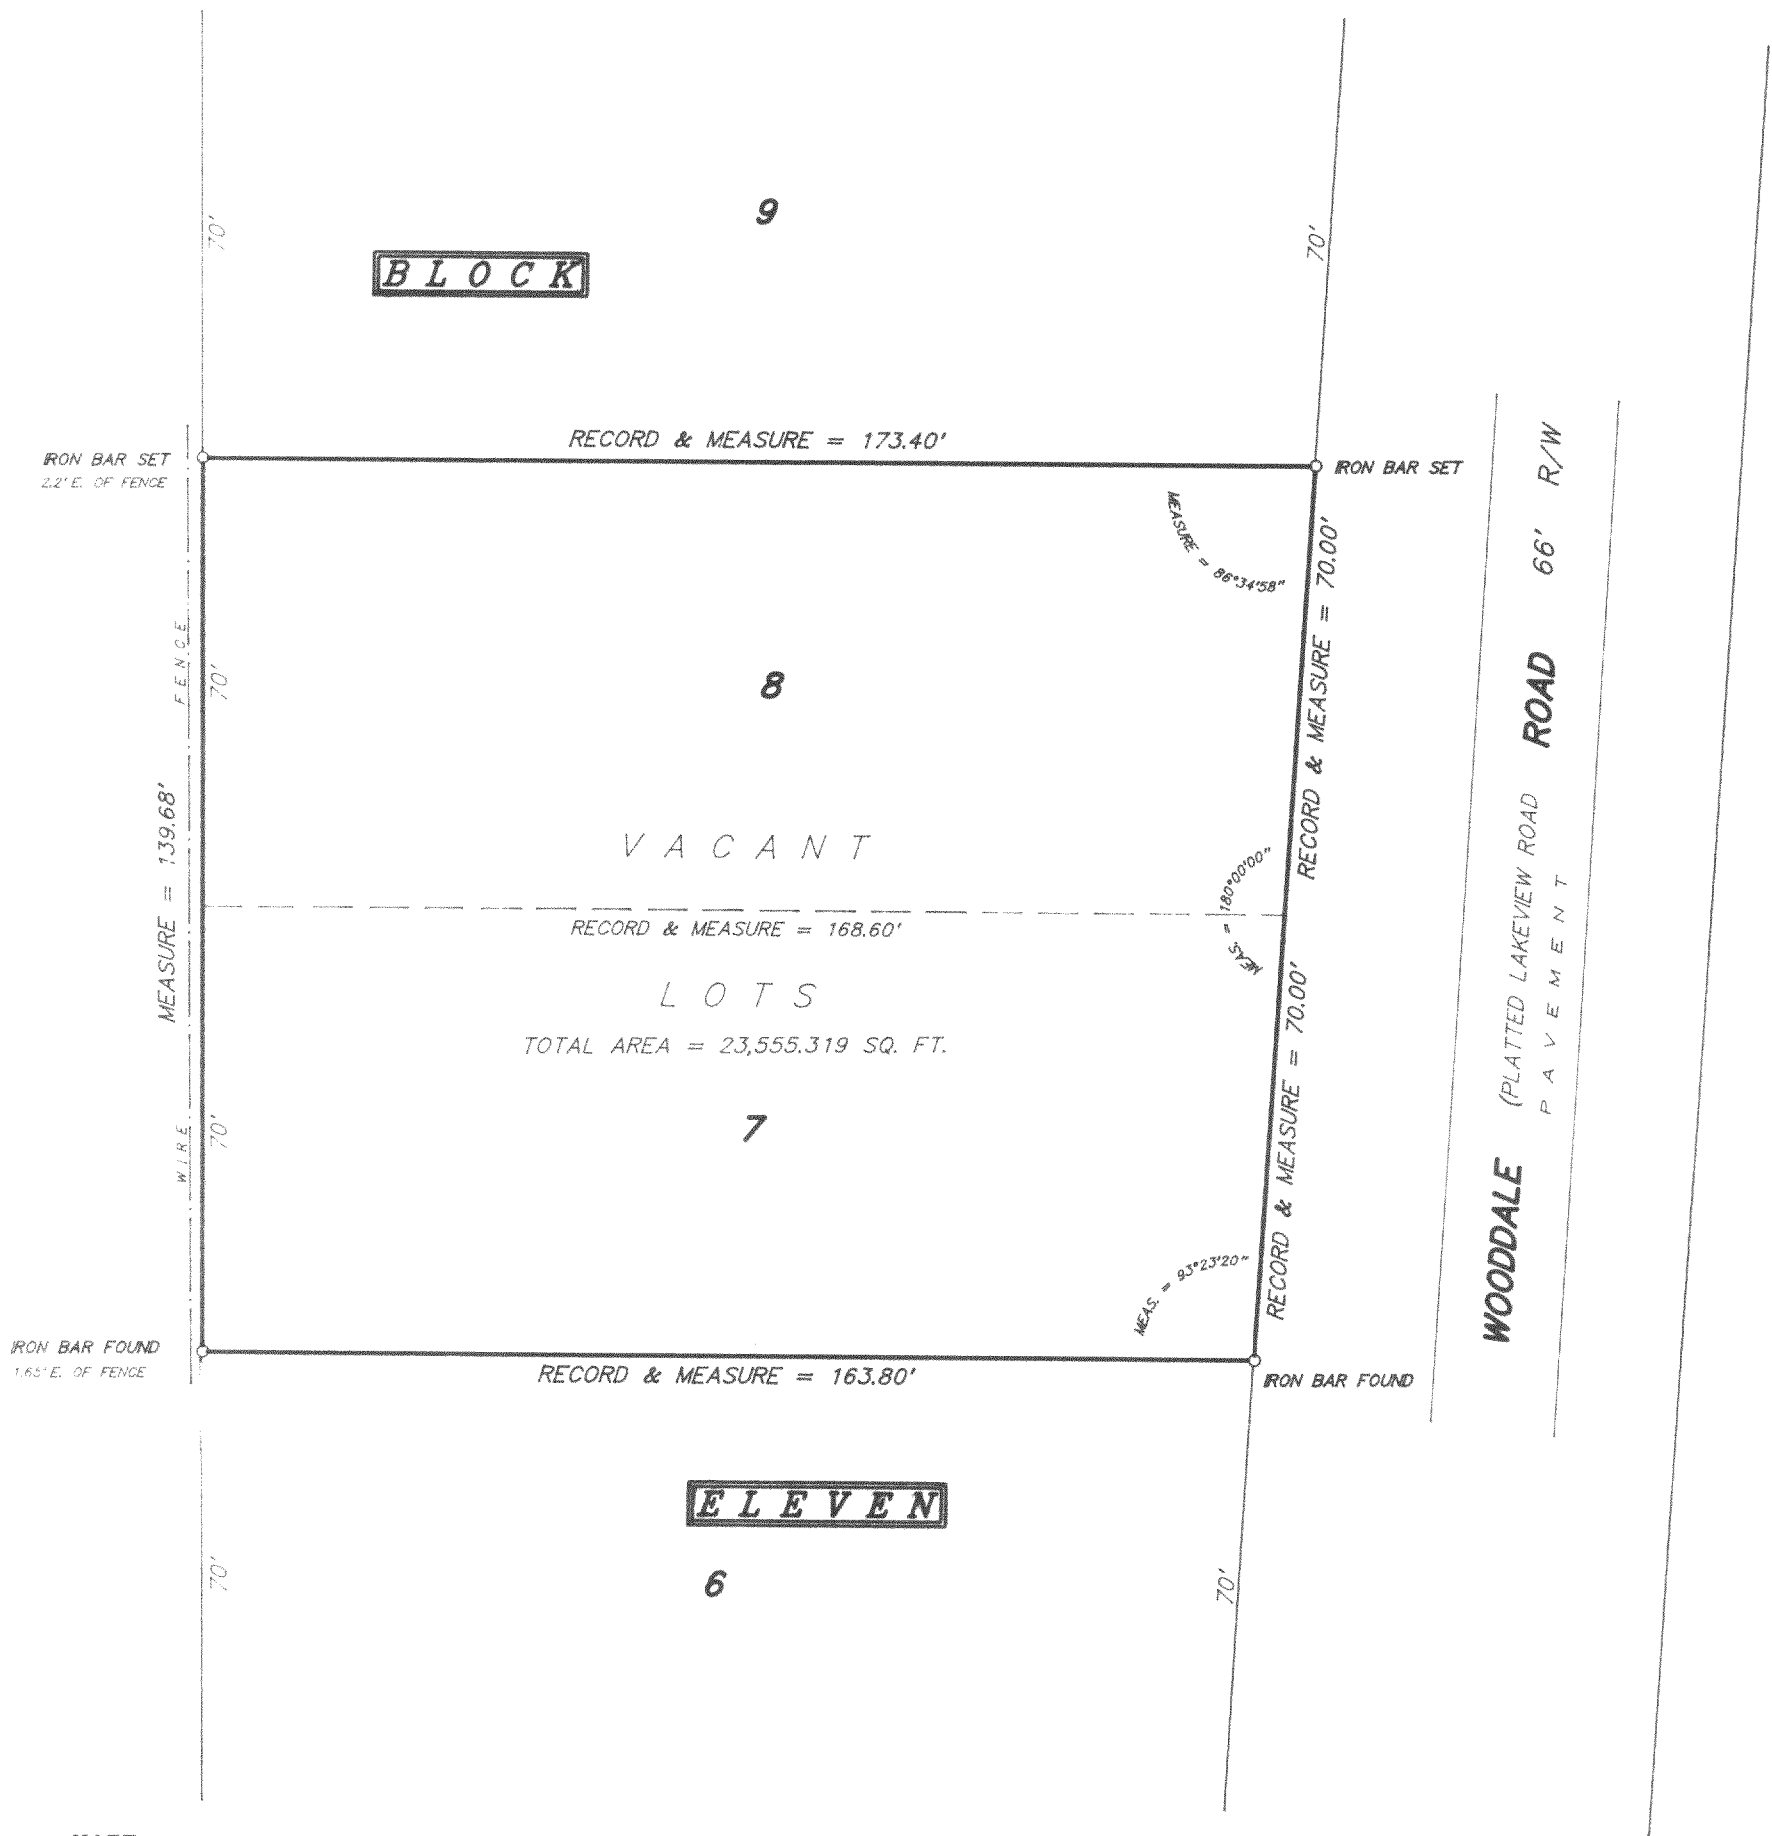 9
70'
70'
BLOCK
RECORD & MEASURE = 173.40'
IRON BAR SET
2.2' E. OF FENCE
IRON BAR SET
MEASURE = 86°34'58"
RECORD & MEASURE = 70.00'
66' R/W
FENCE
70'
8
ROAD
MEASURE = 139.68'
VACANT
MEAS. = 180°00'00"
RECORD & MEASURE = 168.60'
(PLATTED LAKEVIEW ROAD
PAVEMENT
LOTS
TOTAL AREA = 23,555.319 SQ. FT.
RECORD & MEASURE = 70.00'
WIRE
70'
7
WOODDALE
MEAS. = 93°23'20"
IRON BAR FOUND
1.65' E. OF FENCE
RECORD & MEASURE = 163.80'
IRON BAR FOUND
ELEVEN
70'
6
70'